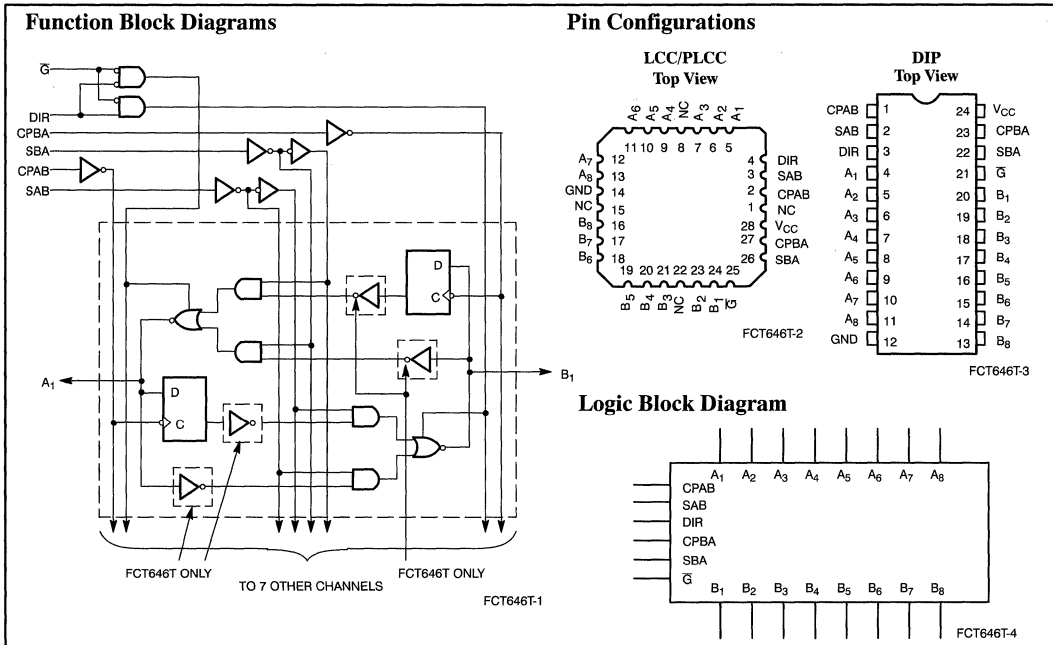 Function Block Diagrams
G
DIR
CPBA
SBA
CPAB
SAB
D
C
A1
B1
D
C
FCT646T ONLY
TO 7 OTHER CHANNELS
FCT646T ONLY
FCT646T-1
Pin Configurations
LCC/PLCC
Top View
A6 A5 A4 NC A3 A2 A1
11 10 9 8 7 6 5
A7 12
A8 13
GND 14
NC 15
B8 16
B7 17
B6 18
4 DIR
3 SAB
2 CPAB
1 NC
28 VCC
27 CPBA
26 SBA
19 20 21 22 23 24 25
B5 B4 B3 NC B2 B1 G
FCT646T-2
DIP
Top View
CPAB 1 24 VCC
SAB 2 23 CPBA
DIR 3 22 SBA
A1 4 21 G
A2 5 20 B1
A3 6 19 B2
A4 7 18 B3
A5 8 17 B4
A6 9 16 B5
A7 10 15 B6
A8 11 14 B7
GND 12 13 B8
FCT646T-3
Logic Block Diagram
A1 A2 A3 A4 A5 A6 A7 A8
CPAB
SAB
DIR
CPBA
SBA
G
B1 B2 B3 B4 B5 B6 B7 B8
FCT646T-4